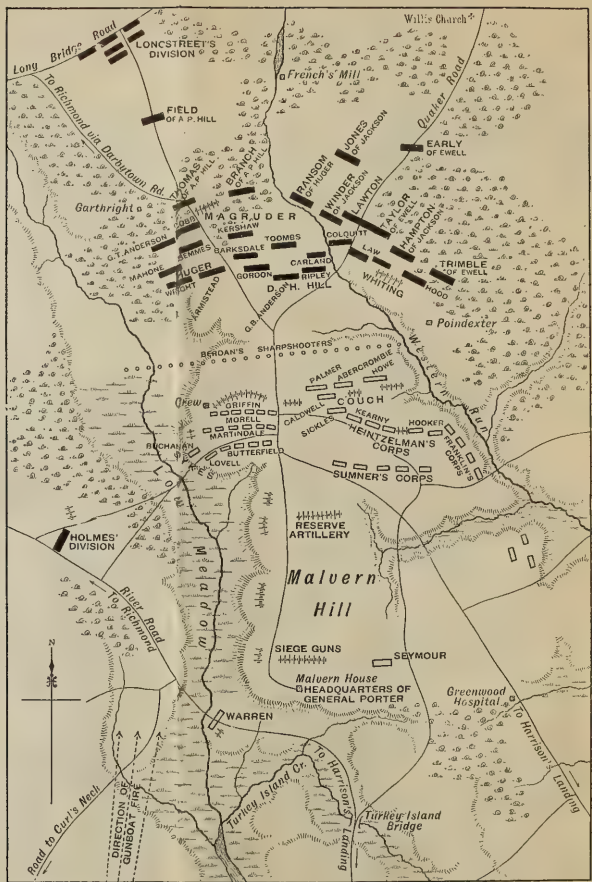 Willis Church
Long Bridge Road
LONGSTREET'S
DIVISION
To Richmond via Darbytown Rd.
French's Mill
Quaker Road
FIELD
OF A.P. HILL
THOMAS
OF A.P. HILL
BRANCH
OF A.P. HILL
RANSOM
OF HUGER
JONES
OF JACKSON
EARLY
OF EWELL
WINDER
OF JACKSON
LAWTON
TAYLOR
OF EWELL
HAMPTON
OF JACKSON
TRIMBLE
OF EWELL
Garthright
MAGRUDER
COBB
KERSHAW
G.T. ANDERSON
SEMMES
BARKSDALE
TOOMBS
COLQUITT
LAW
MAHONE
HUGER
WRIGHT
ARMISTEAD
GORDON
CARLAND
RIPLEY
D. H. HILL
G.B. ANDERSON
WHITING
HOOD
Poindexter
BERDAN'S SHARPSHOOTERS
Western Run
Crew
GRIFFIN
MORELL
MARTINDALE
BUTTERFIELD
BUCHANAN
SYKES
LOVELL
PALMER
ABERCROMBIE
HOWE
COUCH
CALDWELL
SICKLES
KEARNY
HOOKER
HEINTZELMAN'S
CORPS
FRANKLIN'S
CORPS
SUMNER'S CORPS
HOLMES'
DIVISION
RESERVE
ARTILLERY
Low Meadow
River Road
To Richmond
Malvern
Hill
N
SIEGE GUNS
SEYMOUR
Malvern House
HEADQUARTERS OF
GENERAL PORTER
Greenwood
Hospital
WARREN
To Harrison's Landing
To Harrison's
Landing
Turkey Island Cr.
Turkey Island
Bridge
DIRECTION OF
GUNBOAT FIRE
Road to Curl's Neck